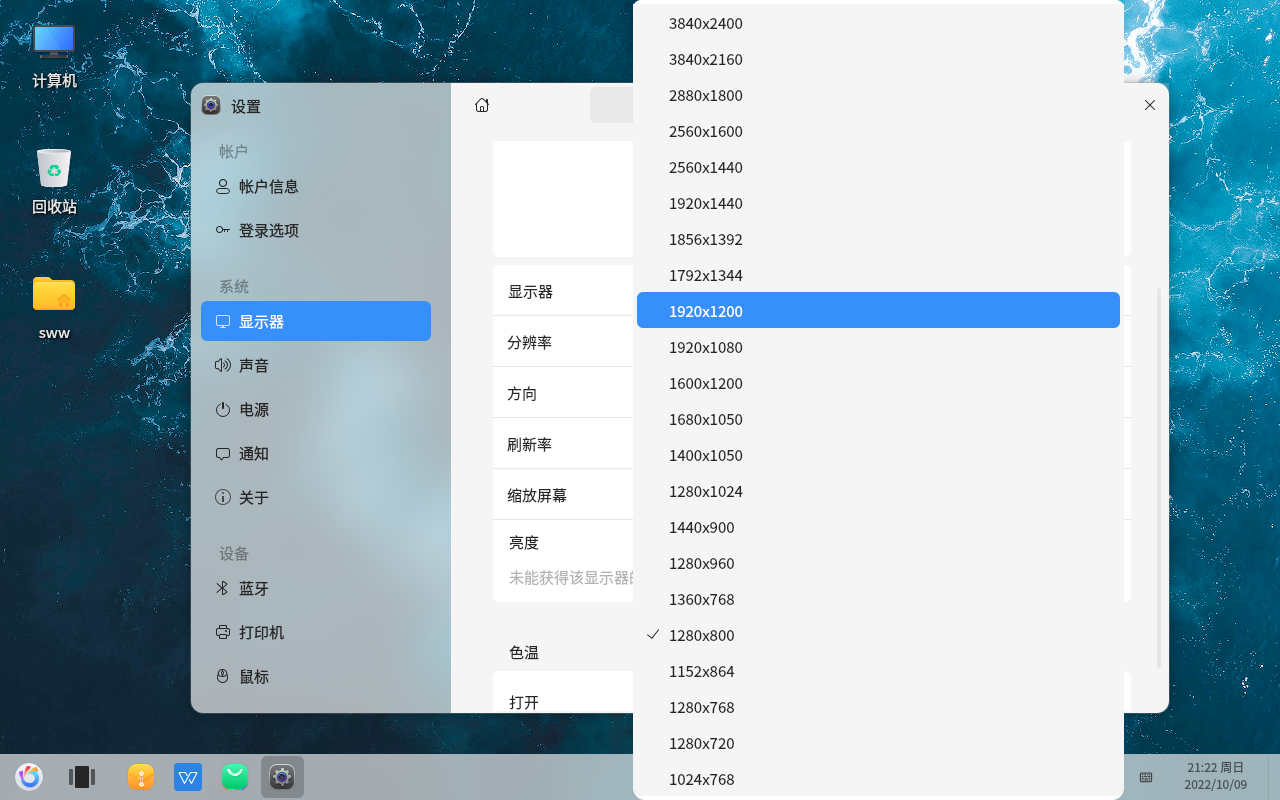 计算机
回收站
sww
设置
帐户
帐户信息
登录选项
系统
显示器
声音
电源
通知
关于
设备
蓝牙
打印机
鼠标
显示器
分辨率
方向
刷新率
缩放屏幕
亮度
未能获得该显示器的
色温
打开
3840x2400
3840x2160
2880x1800
2560x1600
2560x1440
1920x1440
1856x1392
1792x1344
1920x1200
1920x1080
1600x1200
1680x1050
1400x1050
1280x1024
1440x900
1280x960
1360x768
1280x800
1152x864
1280x768
1280x720
1024x768
21:22 周日
2022/10/09